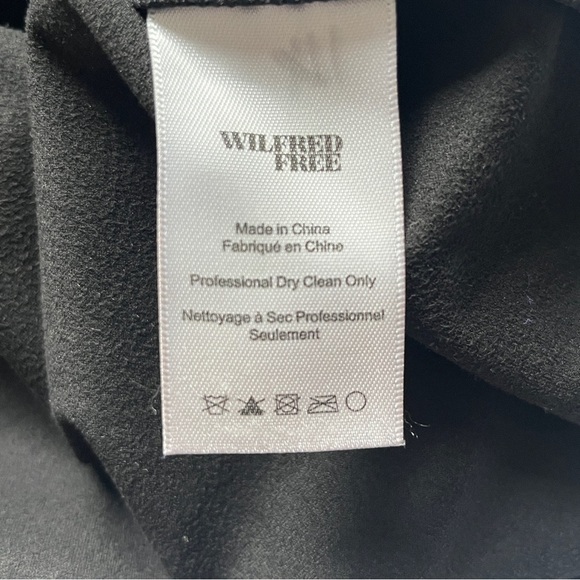 WILFRED
FREE
Made in China
Fabriqué en Chine
Professional Dry Clean Only
Nettoyage à Sec Professionnel
Seulement